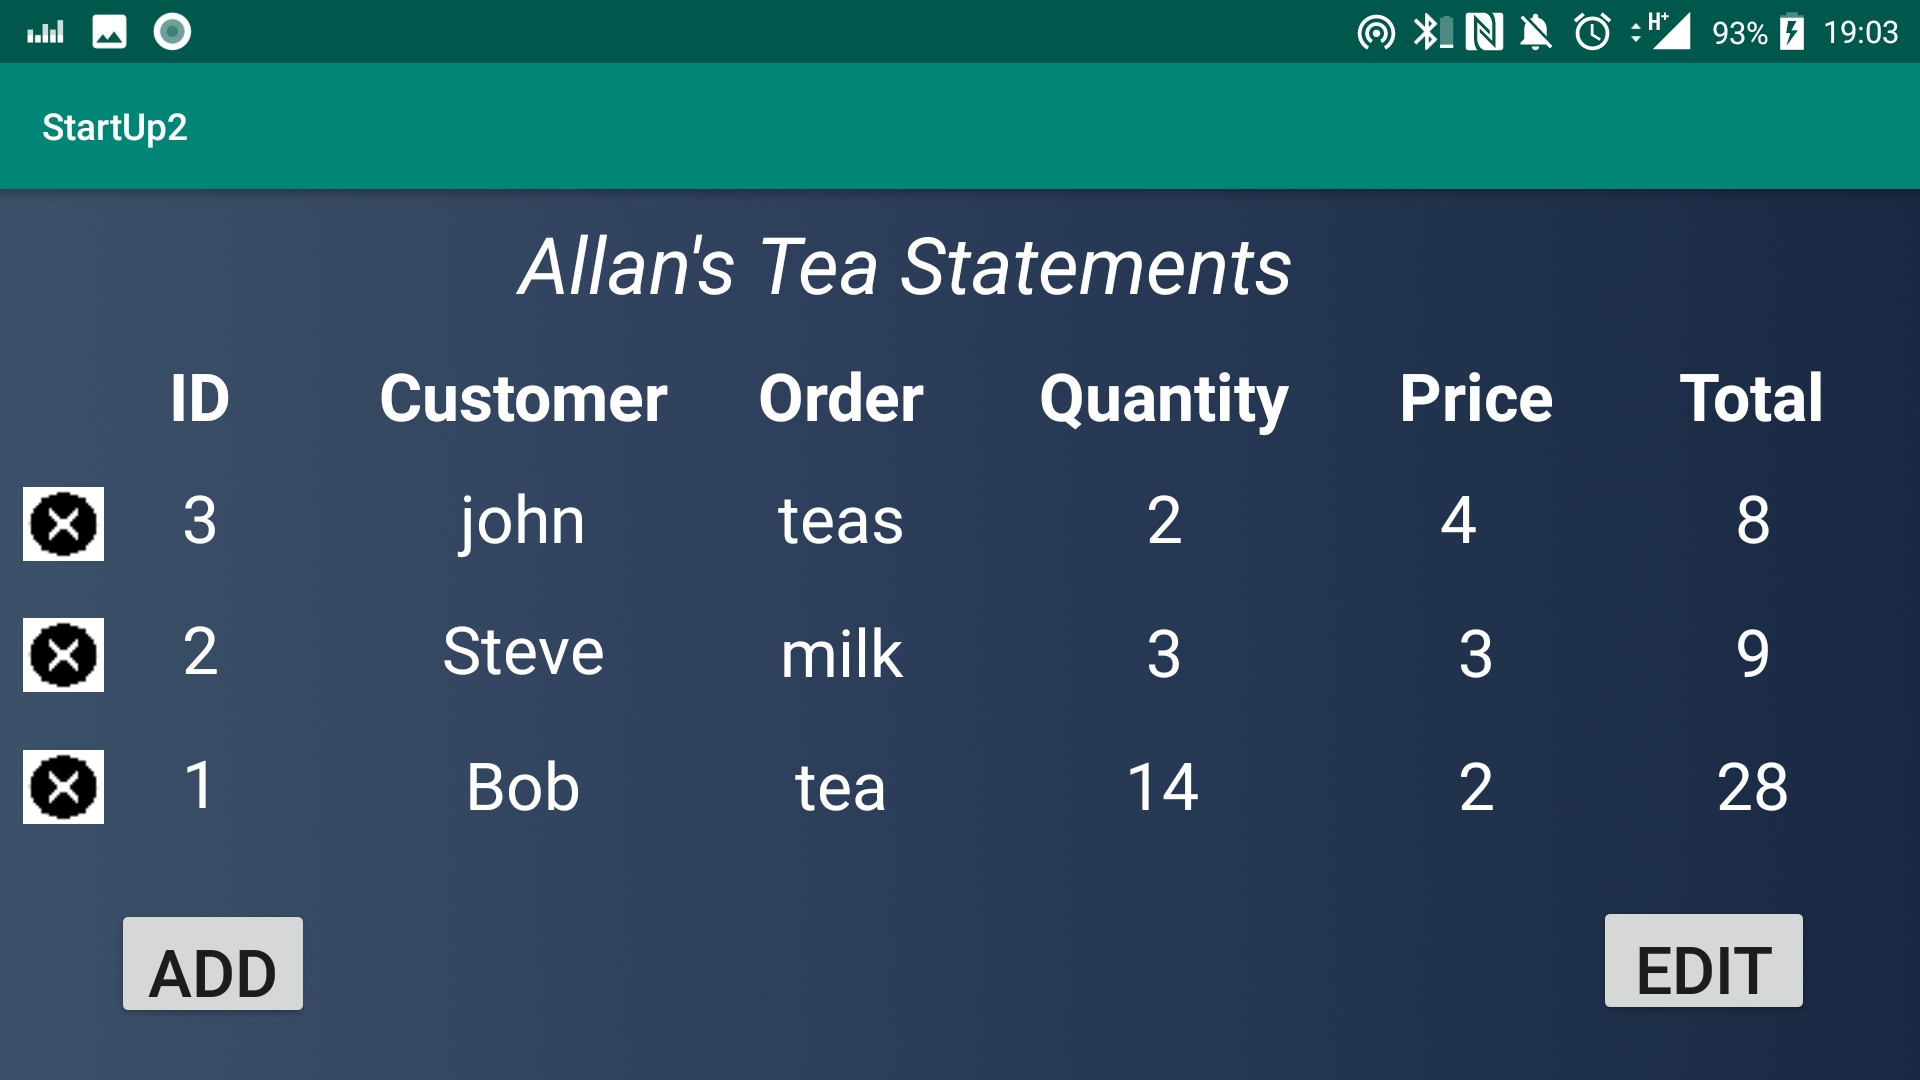 93% 19:03
StartUp2
Allan's Tea Statements
ID Customer Order Quantity Price Total
3 john teas 2 4 8
2 Steve milk 3 3 9
1 Bob tea 14 2 28
ADD EDIT